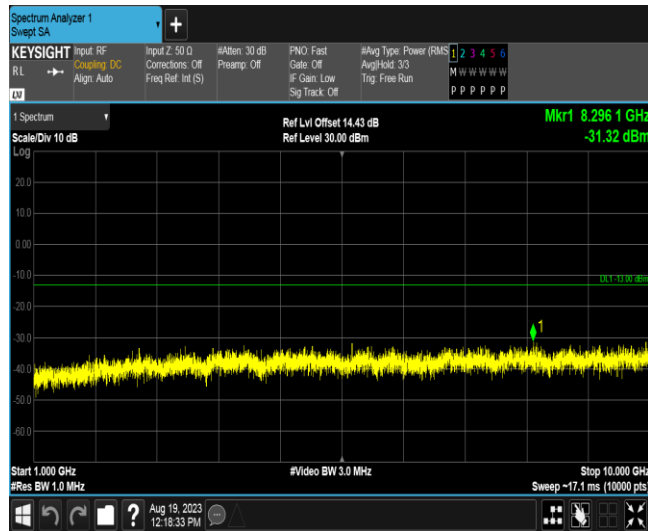 Spectrum Analyzer 1
Swept SA
+
KEYSIGHT
RL
LXI
Input: RF
Coupling: DC
Align: Auto
Input Z: 50 Ω
Corrections: Off
Freq Ref: Int (S)
#Atten: 30 dB
Preamp: Off
PNO: Fast
Gate: Off
IF Gain: Low
Sig Track: Off
#Avg Type: Power (RMS
Avg|Hold: 3/3
Trig: Free Run
1 2 3 4 5 6
M W W W W W
P P P P P P
1 Spectrum
Scale/Div 10 dB
Log
Ref Lvl Offset 14.43 dB
Ref Level 30.00 dBm
Mkr1 8.296 1 GHz
-31.32 dBm
20.0
10.0
0.00
-10.0
-20.0
-30.0
-40.0
-50.0
-60.0
DL1 -13.00 dBm
1
Start 1.000 GHz
#Res BW 1.0 MHz
#Video BW 3.0 MHz
Stop 10.000 GHz
Sweep ~17.1 ms (10000 pts)
?
Aug 19, 2023
12:18:33 PM